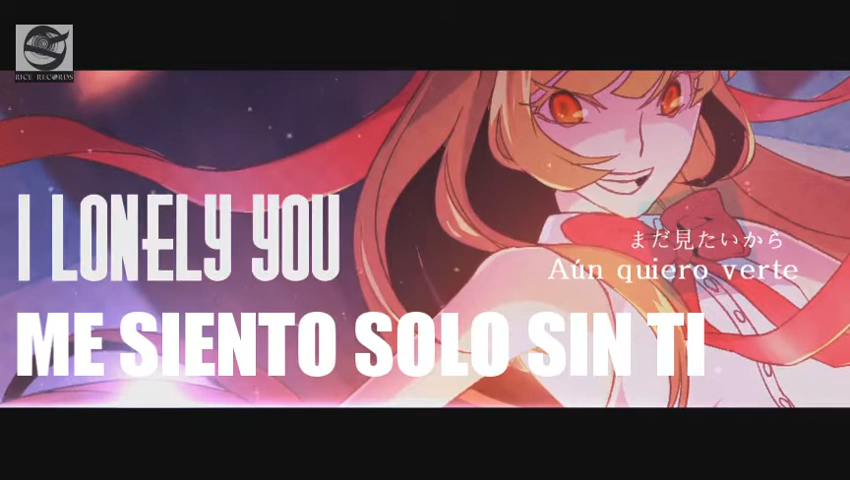 RICE RECORDS
I LONELY YOU
まだ見たいから
Aún quiero verte
ME SIENTO SOLO SIN TI